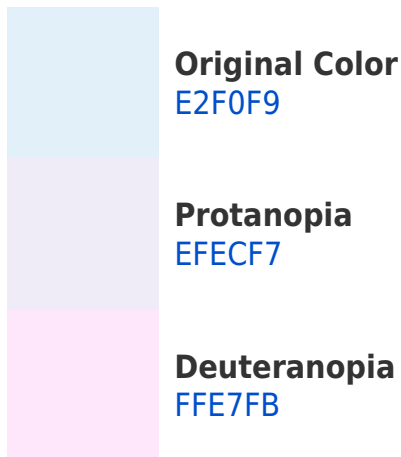 Original Color
E2F0F9
Protanopia
EFECF7
Deuteranopia
FFE7FB